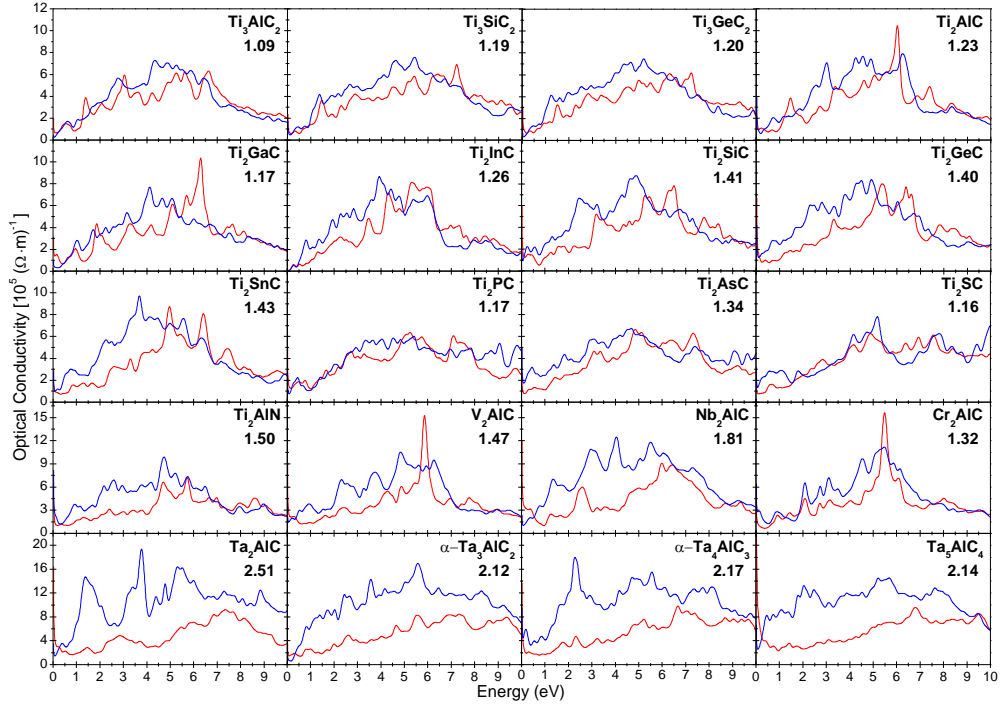 Ti3AlC2
1.09
Ti3SiC2
1.19
Ti3GeC2
1.20
Ti2AlC
1.23
12
10
8
6
4
2
0
Ti2GaC
1.17
Ti2InC
1.26
Ti2SiC
1.41
Ti2GeC
1.40
10
8
6
4
2
0
Ti2SnC
1.43
Ti2PC
1.17
Ti2AsC
1.34
Ti2SC
1.16
10
8
6
4
2
0
Optical Conductivity [10^5 (Ω·m)^-1]
Ti2AlN
1.50
V2AlC
1.47
Nb2AlC
1.81
Cr2AlC
1.32
15
12
9
6
3
0
Ta2AlC
2.51
α−Ta3AlC2
2.12
α−Ta4AlC3
2.17
Ta5AlC4
2.14
20
16
12
8
4
0
0 1 2 3 4 5 6 7 8 9 0 1 2 3 4 5 6 7 8 9 0 1 2 3 4 5 6 7 8 9 0 1 2 3 4 5 6 7 8 9 10
Energy (eV)